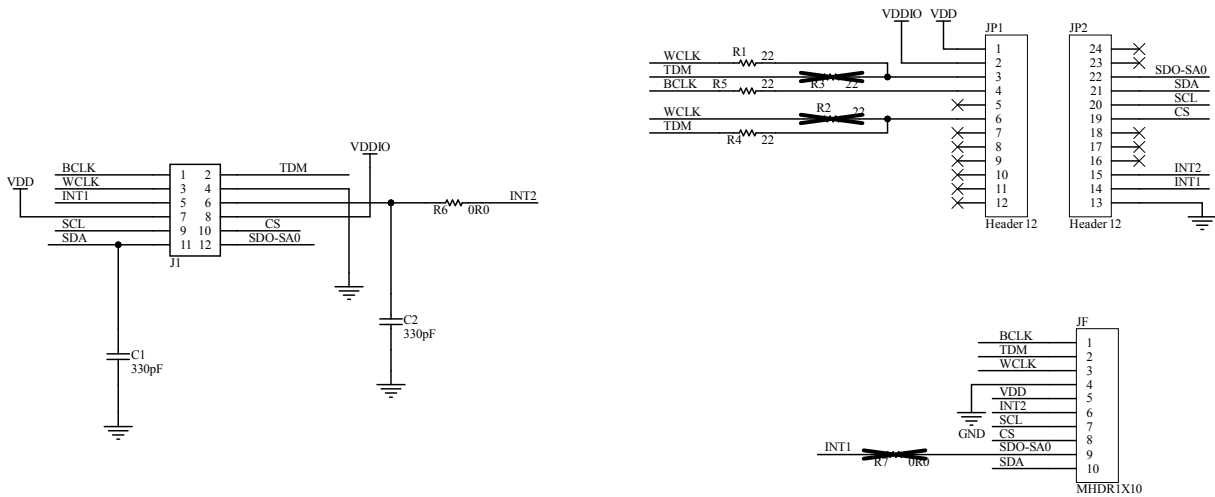 VDDIO
BCLK 1 2 TDM
VDD WCLK 3 4
INT1 5 6 R6 0R0 INT2
7 8
SCL 9 10 CS
SDA 11 12 SDO-SA0
J1
C1
330pF
C2
330pF
VDDIO VDD
JP1
WCLK R1 22 1
2
TDM R3 22 3
BCLK R5 22 4
5
WCLK R2 22 6
TDM R4 22 7
8
9
10
11
12
Header 12
JP2
24
23
22 SDO-SA0
21 SDA
20 SCL
19 CS
18
17
16
15 INT2
14 INT1
13
Header 12
JF
BCLK 1
TDM 2
WCLK 3
4
VDD 5
INT2 6
GND SCL 7
CS 8
INT1 R7 0R0 SDO-SA0 9
SDA 10
MHDR1X10